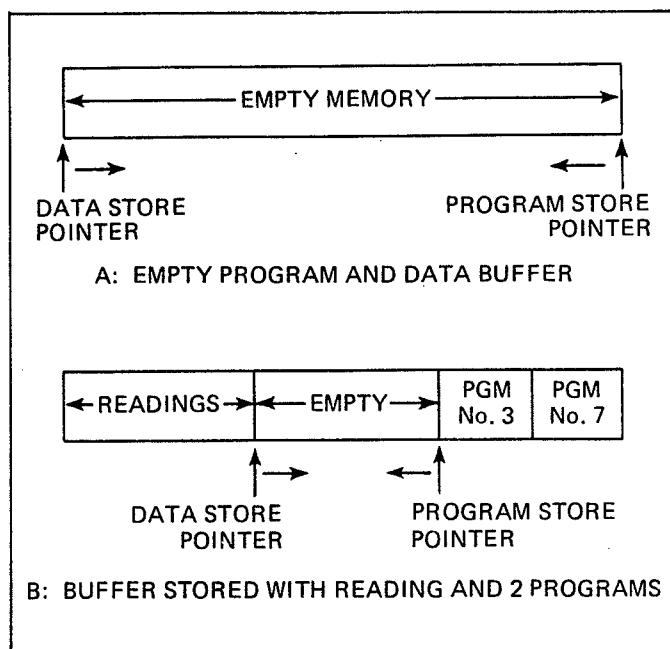 EMPTY MEMORY
DATA STORE
POINTER
PROGRAM STORE
POINTER
A: EMPTY PROGRAM AND DATA BUFFER
READINGS
EMPTY
PGM
No. 3
PGM
No. 7
DATA STORE
POINTER
PROGRAM STORE
POINTER
B: BUFFER STORED WITH READING AND 2 PROGRAMS